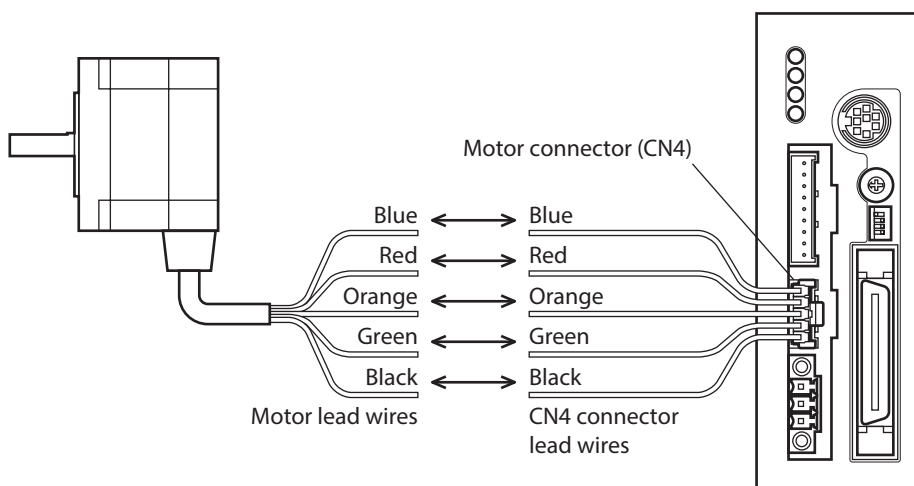 Motor connector (CN4)
Blue Blue
Red Red
Orange Orange
Green Green
Black Black
Motor lead wires
CN4 connector
lead wires